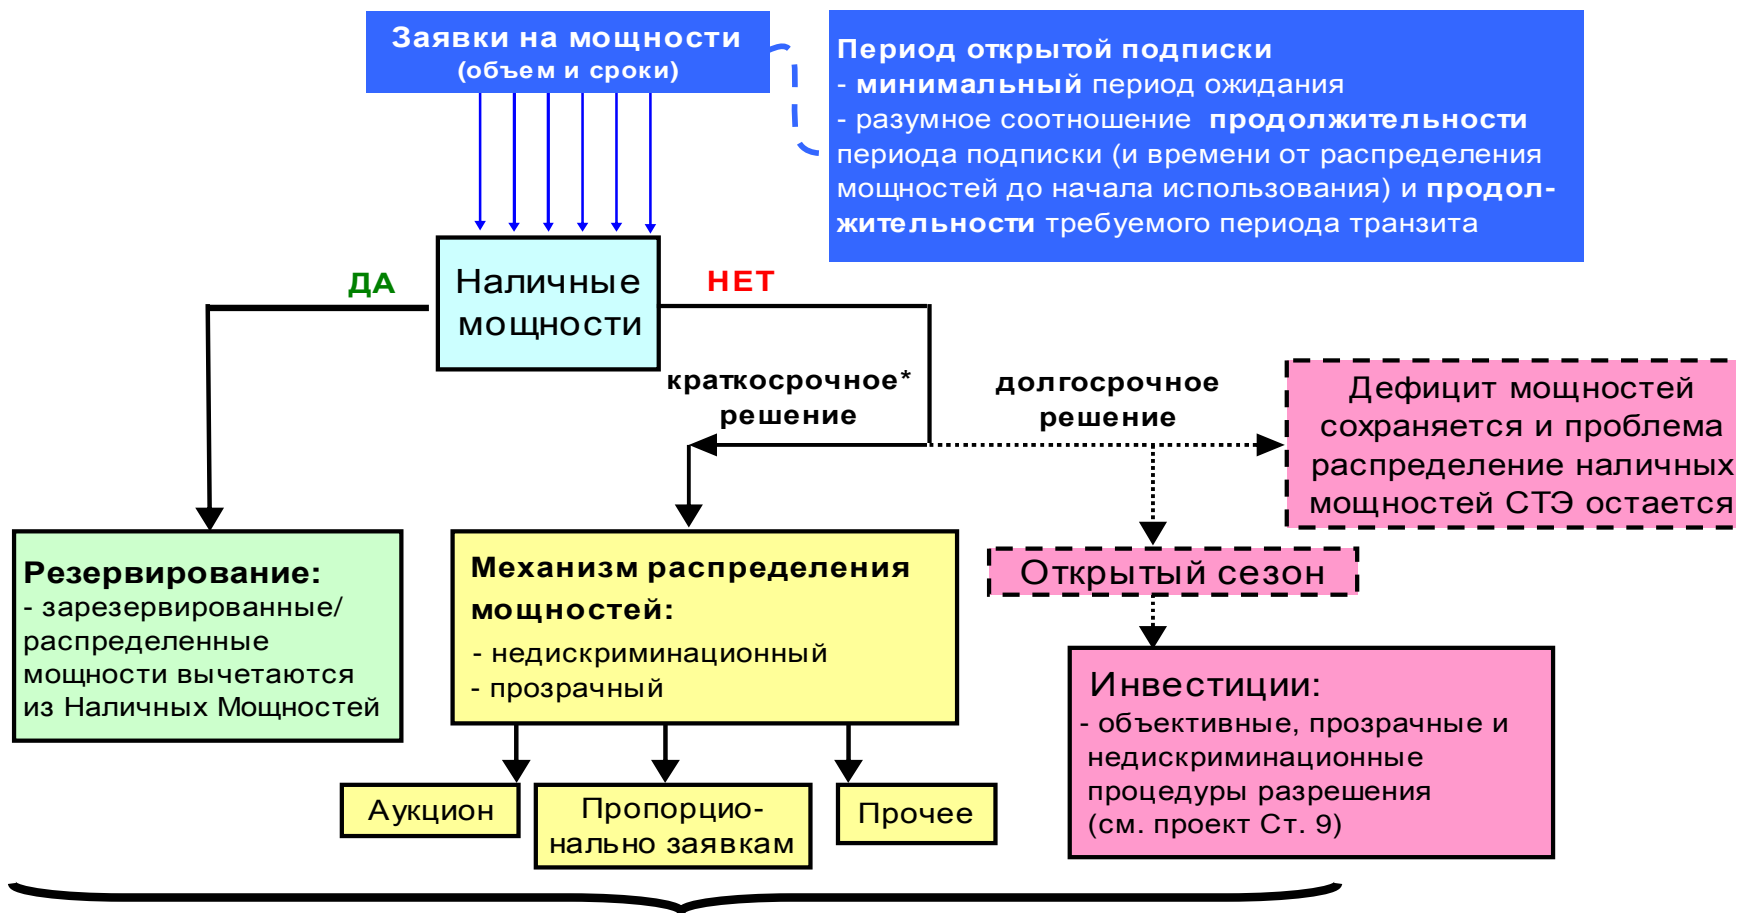 Заявки на мощности
(объем и сроки)
Период открытой подписки
- минимальный период ожидания
- разумное соотношение продолжительности
периода подписки (и времени от распределения
мощностей до начала использования) и продол-
жительности требуемого периода транзита
ДА
Наличные
мощности
НЕТ
краткосрочное*
решение
долгосрочное
решение
Дефицит мощностей
сохраняется и проблема
распределение наличных
мощностей СТЭ остается
Резервирование:
- зарезервированные/
распределенные
мощности вычетаются
из Наличных Мощностей
Механизм распределения
мощностей:
- недискриминационный
- прозрачный
Открытый сезон
Инвестиции:
- объективные, прозрачные и
недискриминационные
процедуры разрешения
(см. проект Ст. 9)
Аукцион
Пропорцио-
нально заявкам
Прочее